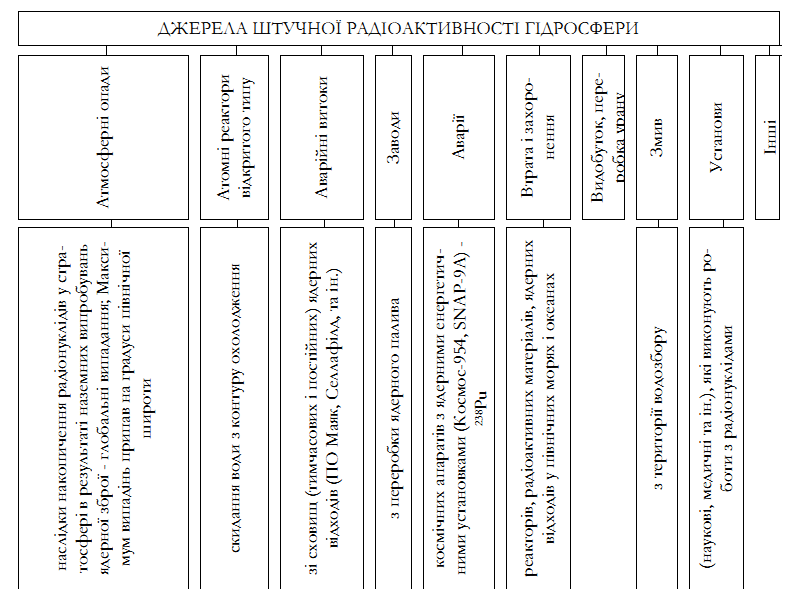 ДЖЕРЕЛА ШТУЧНОЇ РАДІОАКТИВНОСТІ ГІДРОСФЕРИ
Атмосферні опади
Атомні реактори
відкритого типу
Аварійні витоки
Заводи
Аварії
Втрата і захоро-
нення
Видобуток, пере-
робка урану
Змив
Установи
Інші
наслідки накопичення радіонуклідів у стра-
тосфері в результаті наземних випробувань
ядерної зброї - глобальні випадання; Макси-
мум випадінь припав на градуси північної
широти
скидання води з контуру охолодження
зі сховищ (тимчасових і постійних) ядерних
відходів (ПО Маяк, Селлафілд, та ін.)
з переробки ядерного палива
космічних апаратів з ядерними енергетич-
ними установками (Космос-954, SNAP-9A) -
²³⁸Pu
реакторів, радіоактивних матеріалів, ядерних
відходів у північних морях і океанах
з території водозбору
(наукові, медичні та ін.), які виконують ро-
боти з радіонуклідами